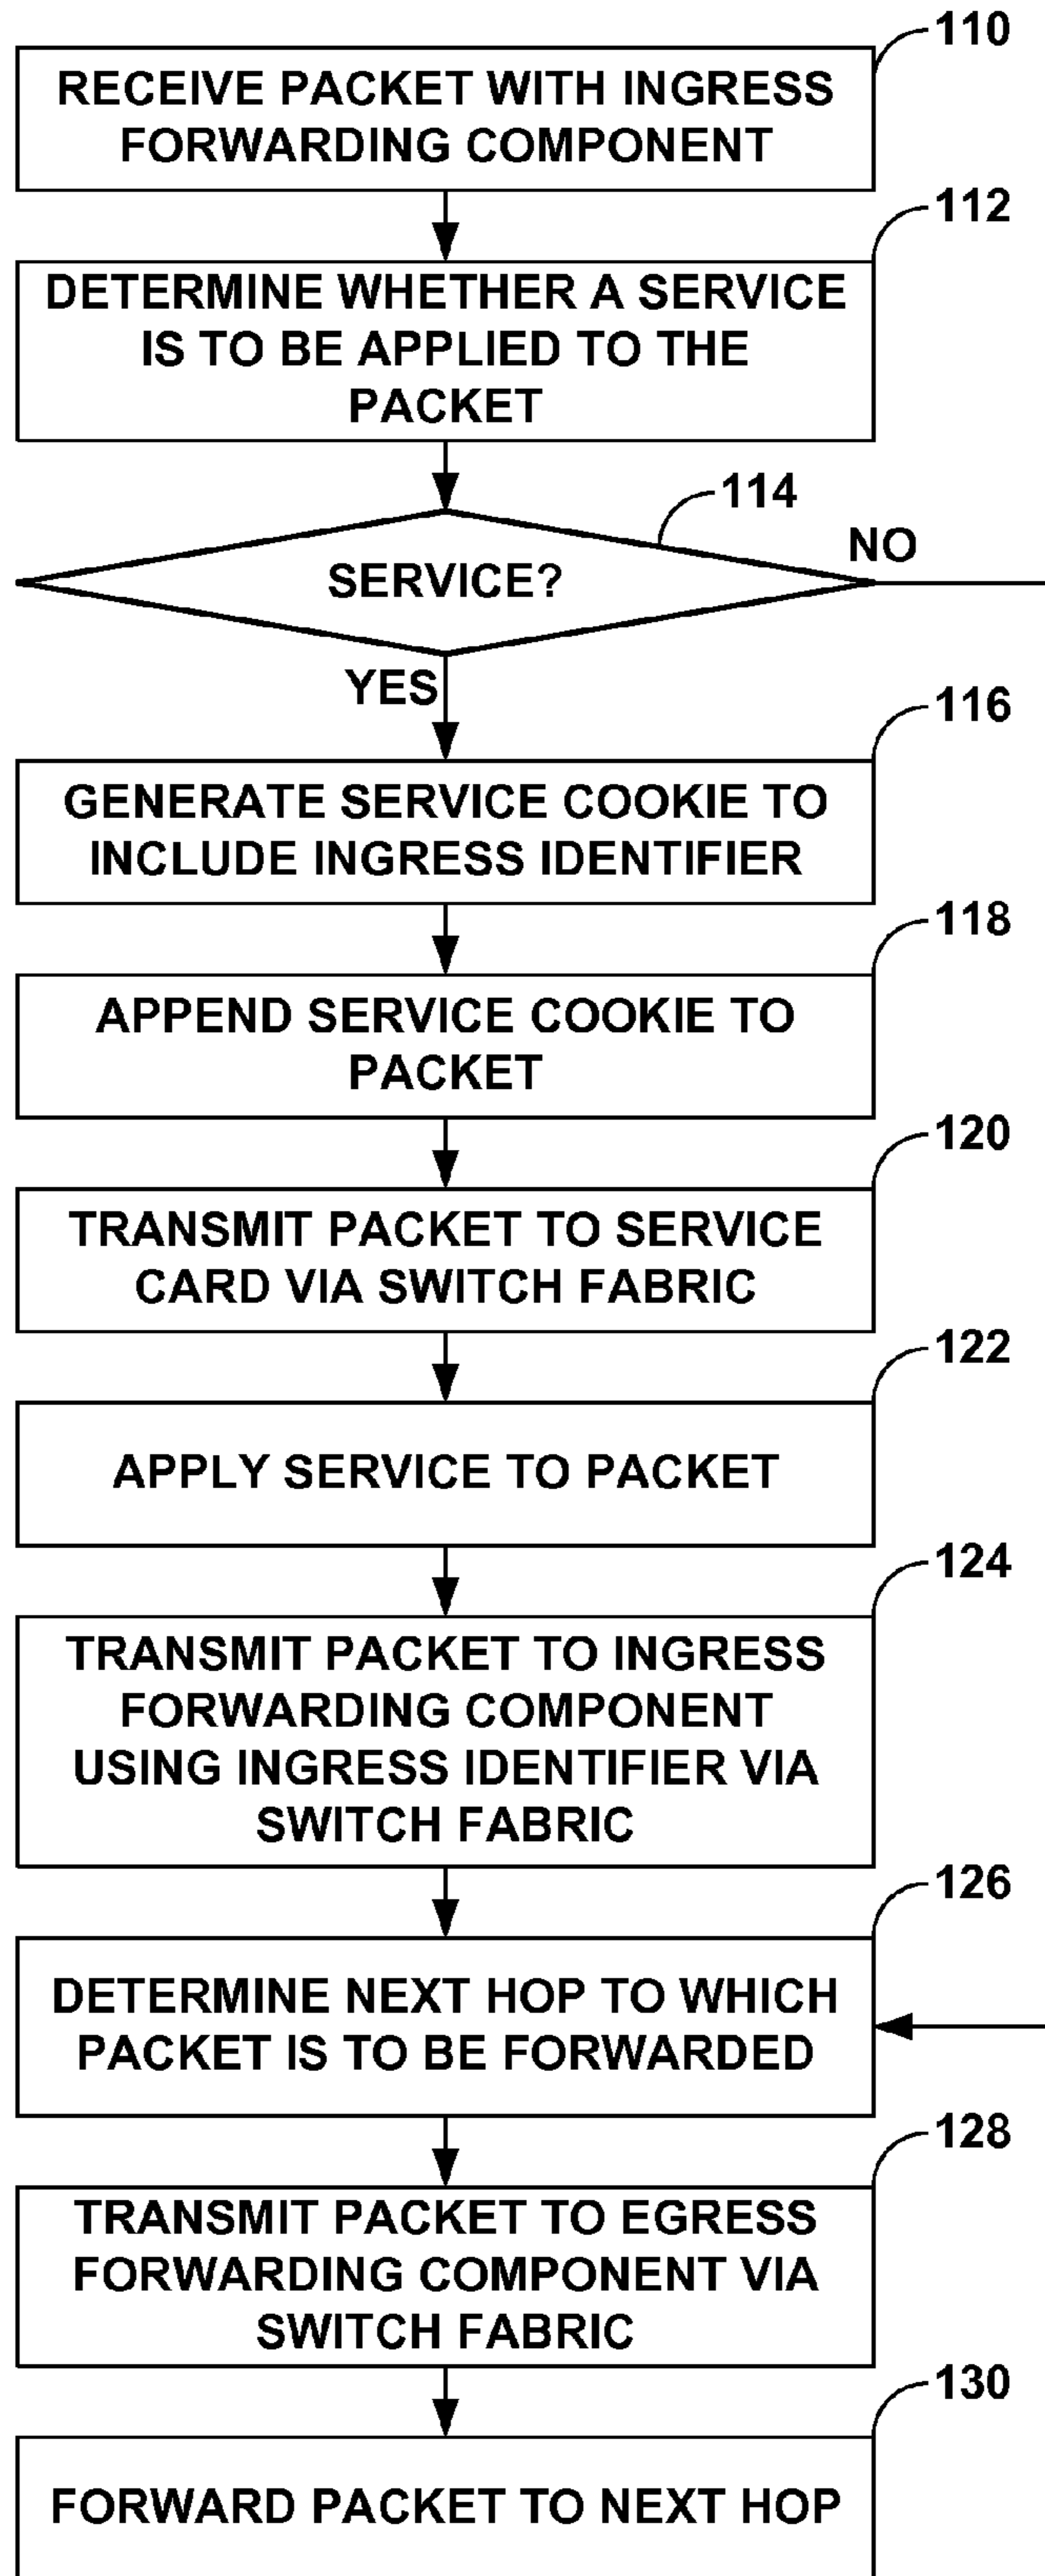 110
RECEIVE PACKET WITH INGRESS
FORWARDING COMPONENT
112
DETERMINE WHETHER A SERVICE
IS TO BE APPLIED TO THE
PACKET
114
SERVICE?
NO
YES
116
GENERATE SERVICE COOKIE TO
INCLUDE INGRESS IDENTIFIER
118
APPEND SERVICE COOKIE TO
PACKET
120
TRANSMIT PACKET TO SERVICE
CARD VIA SWITCH FABRIC
122
APPLY SERVICE TO PACKET
124
TRANSMIT PACKET TO INGRESS
FORWARDING COMPONENT
USING INGRESS IDENTIFIER VIA
SWITCH FABRIC
126
DETERMINE NEXT HOP TO WHICH
PACKET IS TO BE FORWARDED
128
TRANSMIT PACKET TO EGRESS
FORWARDING COMPONENT VIA
SWITCH FABRIC
130
FORWARD PACKET TO NEXT HOP